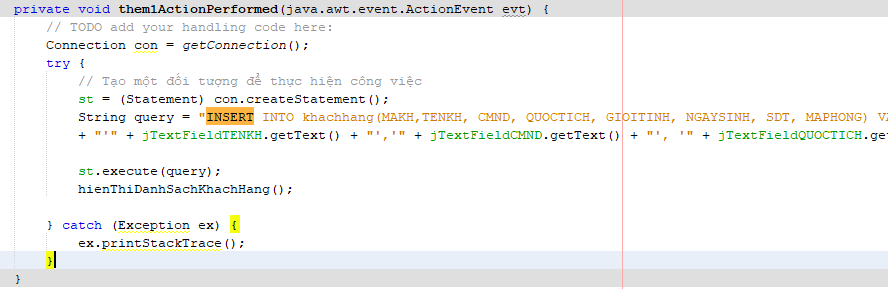 private void them1ActionPerformed(java.awt.event.ActionEvent evt) {
// TODO add your handling code here:
Connection con = getConnection();
try {
// Tạo một đối tượng để thực hiện công việc
st = (Statement) con.createStatement();
String query = "INSERT INTO khachhang(MAKH,TENKH, CMND, QUOCTICH, GIOITINH, NGAYSINH, SDT, MAPHONG) VA
+ "'" + jTextFieldTENKH.getText() + "','" + jTextFieldCMND.getText() + "', '" + jTextFieldQUOCTICH.get
st.execute(query);
hienThiDanhSachKhachHang();
} catch (Exception ex) {
ex.printStackTrace();
}
}